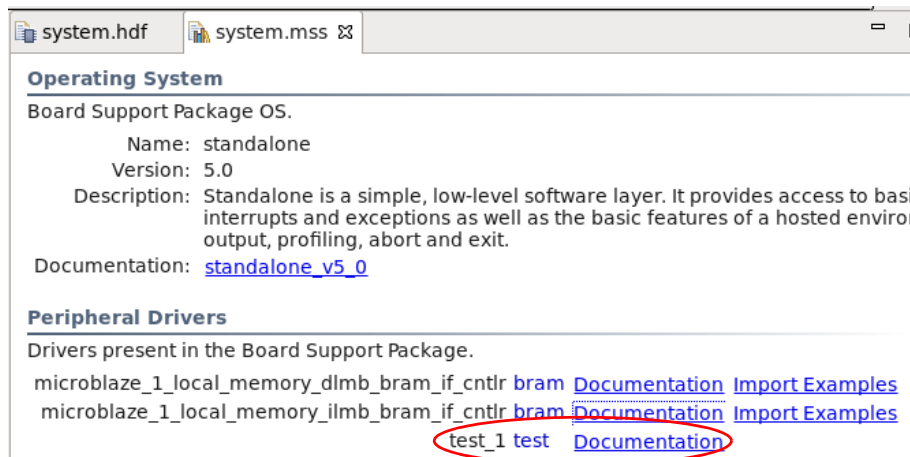 system.hdf
system.mss
Operating System
Board Support Package OS.
Name: standalone
Version: 5.0
Description: Standalone is a simple, low-level software layer. It provides access to
interrupts and exceptions as well as the basic features of a hosted
output, profiling, abort and exit.
Documentation: standalone_v5_0
Peripheral Drivers
Drivers present in the Board Support Package.
microblaze_1_local_memory_dlmb_bram_if_cntlr bram Documentation Import Examples
microblaze_1_local_memory_ilmb_bram_if_cntlr bram Documentation Import Examples
test_1 test Documentation